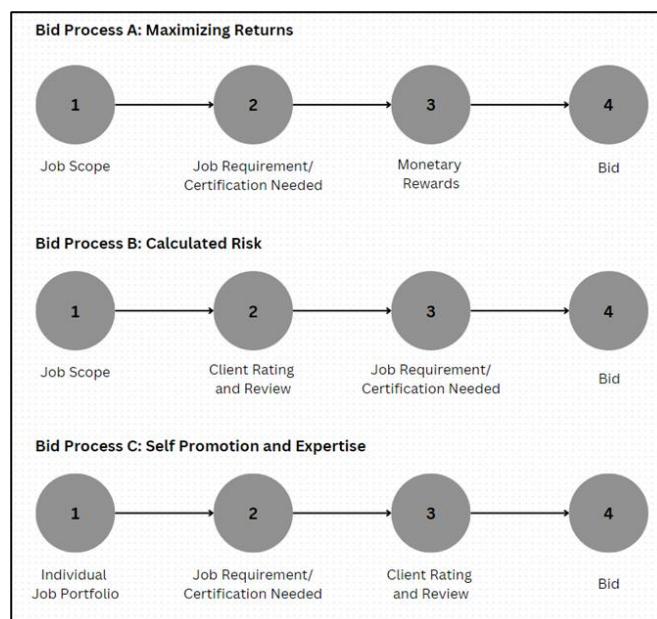 Bid Process A: Maximizing Returns
1 2 3 4
Job Scope
Job Requirement/
Certification Needed
Monetary
Rewards
Bid
Bid Process B: Calculated Risk
1 2 3 4
Job Scope
Client Rating
and Review
Job Requirement/
Certification Needed
Bid
Bid Process C: Self Promotion and Expertise
1 2 3 4
Individual
Job Portfolio
Job Requirement/
Certification Needed
Client Rating
and Review
Bid